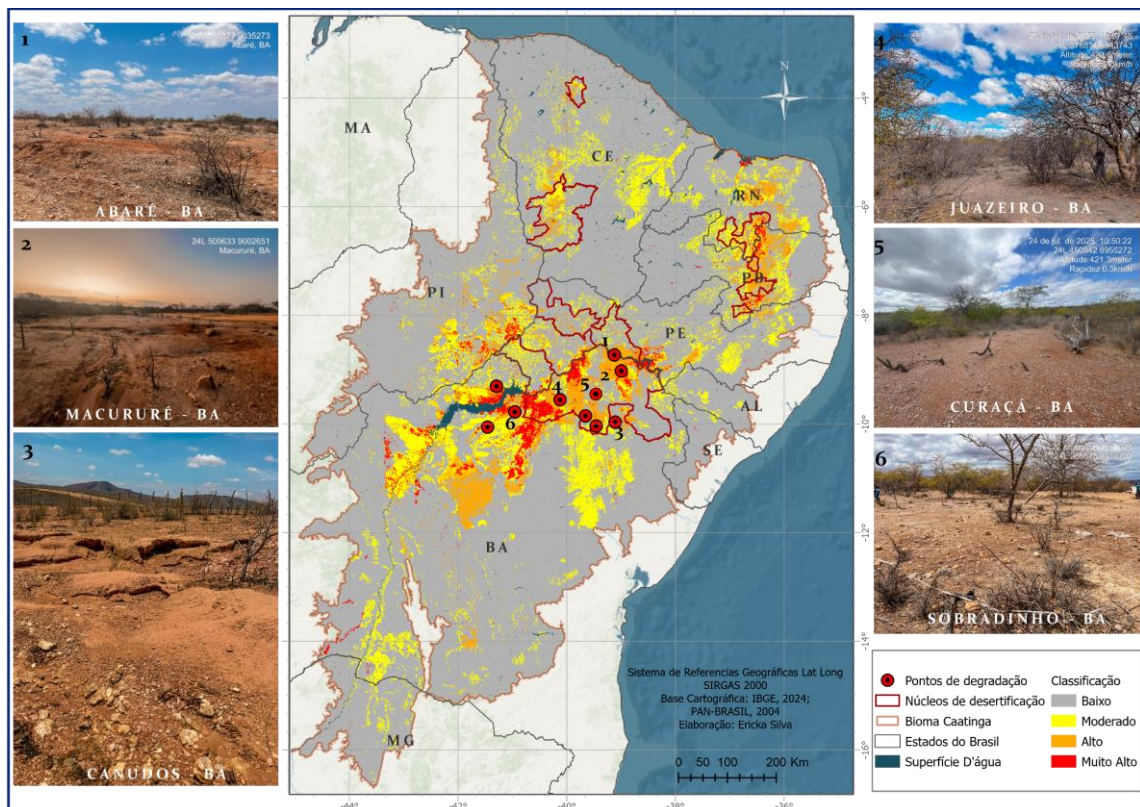 1
Abaré, BA
ABARÉ - BA
2
24L 500633 9002651
Macururé, BA
MACURURÉ - BA
3
CANUDOS - BA
-44°
-42°
-40°
-38°
-36°
-4°
-6°
-8°
-10°
-12°
-14°
-16°
N
MA
CE
RN
PB
PI
PE
AL
SE
BA
MG
1
2
4
5
6
3
Sistema de Referencias Geográficas Lat Long
SIRGAS 2000
Base Cartográfica: IBGE, 2024;
PAN-BRASIL, 2004
Elaboração: Ericka Silva
0 50 100 200 Km
4
JUAZEIRO - BA
5
24 de jul. de 2025, 10:50:22
24L 450942 8955272
Altitude:421.3meter
Rapidez:0.3km/h
CURAÇÁ - BA
6
SOBRADINHO - BA
Pontos de degradação
Núcleos de desertificação
Bioma Caatinga
Estados do Brasil
Superfície D'água
Classificação
Baixo
Moderado
Alto
Muito Alto